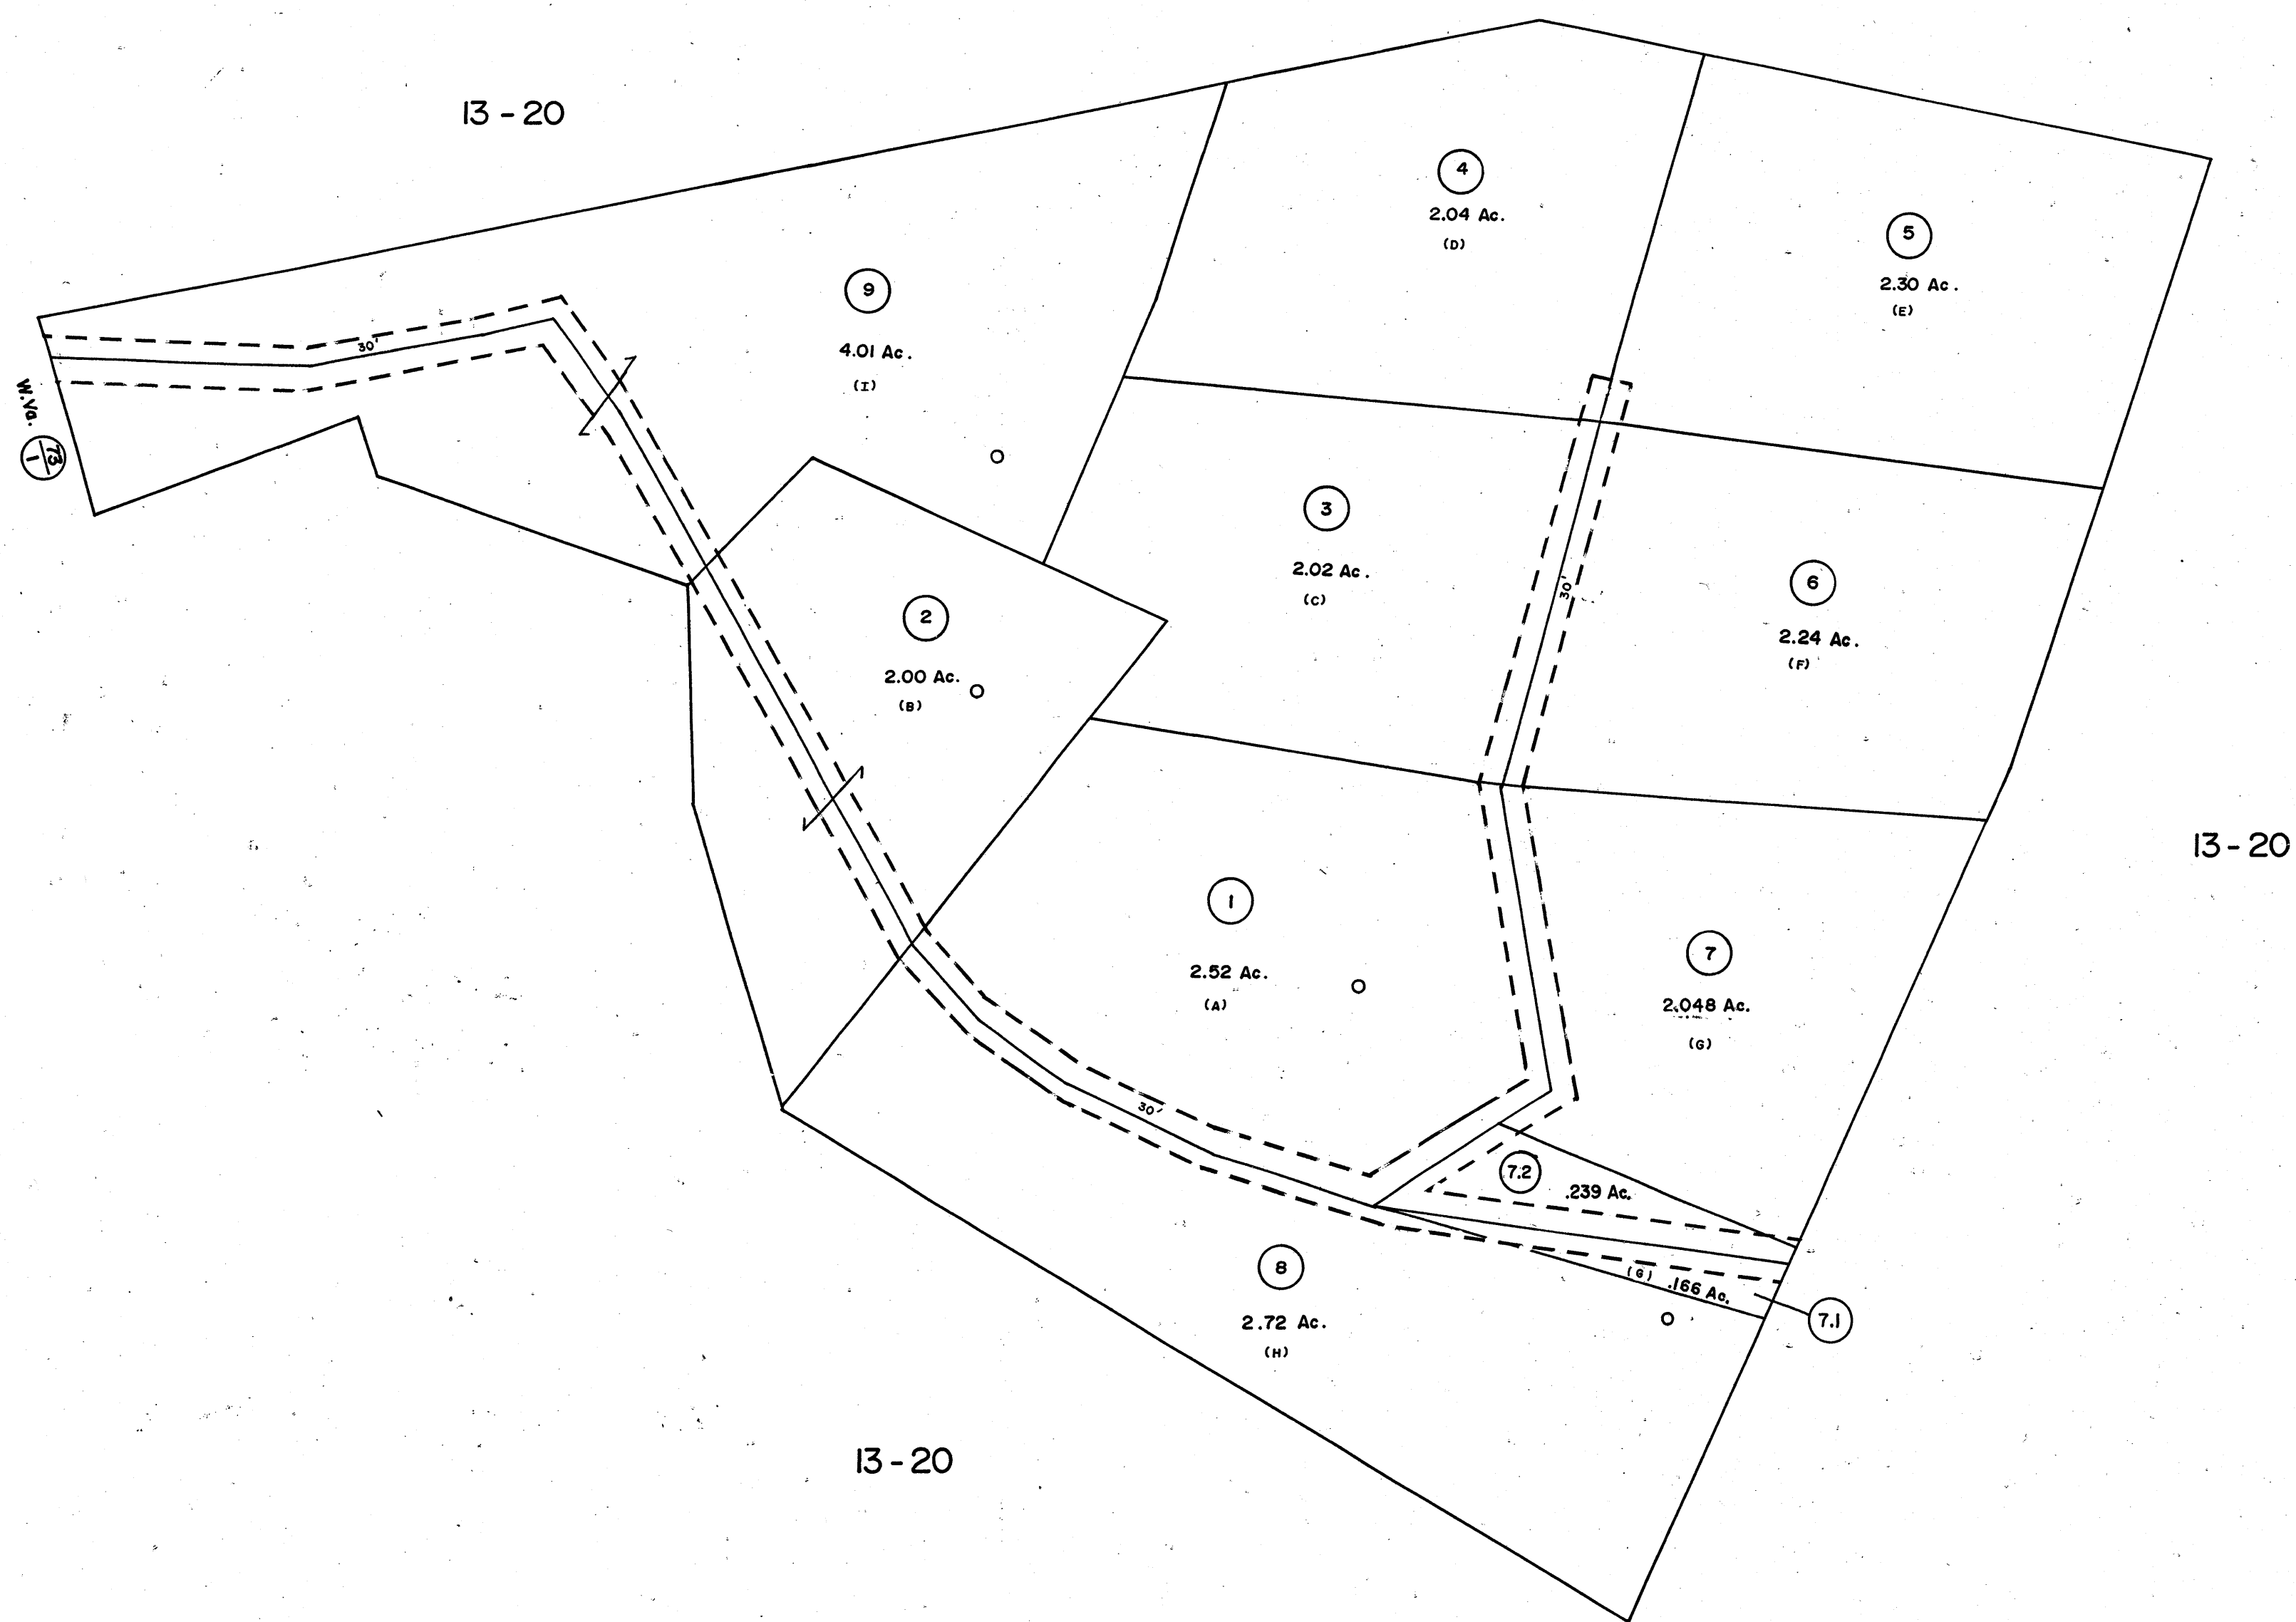 13-20
4
2.04 Ac.
(D)
5
2.30 Ac.
(E)
9
4.01 Ac.
(I)
30'
W. Va. 73/1
3
2.02 Ac.
(C)
30'
6
2.24 Ac.
(F)
2
2.00 Ac.
(B)
13-20
1
2.52 Ac.
(A)
7
2.048 Ac.
(G)
30'
7.2
.239 Ac.
8
2.72 Ac.
(H)
(G) .166 Ac.
7.1
13-20